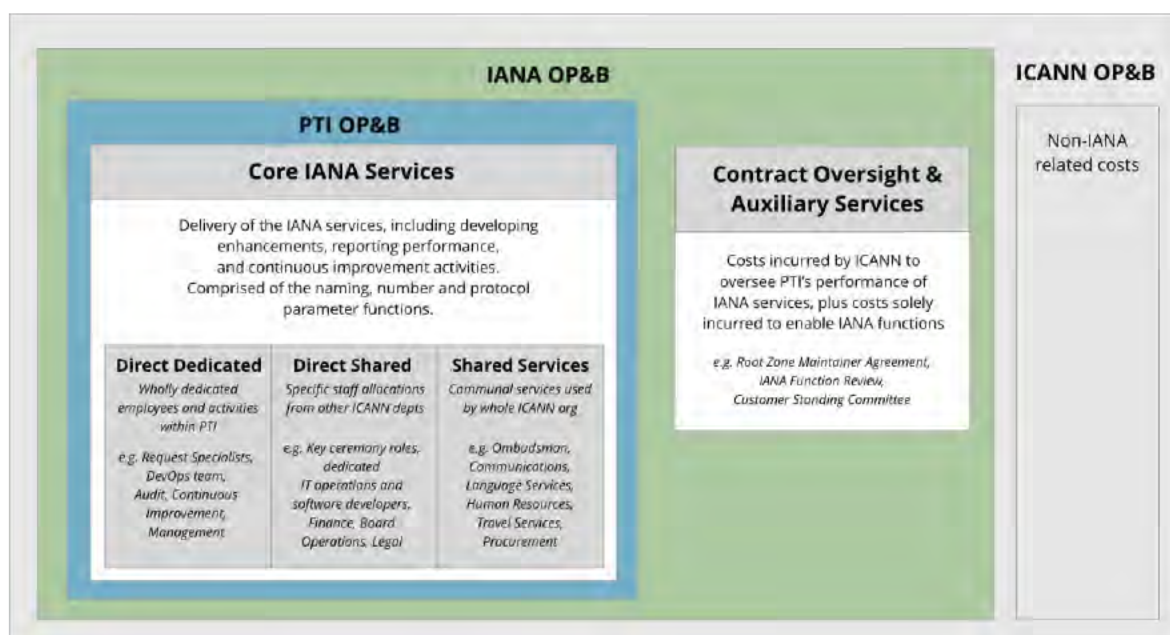 IANA OP&B
ICANN OP&B
PTI OP&B
Core IANA Services
Delivery of the IANA services, including developing
enhancements, reporting performance,
and continuous improvement activities.
Comprised of the naming, number and protocol
parameter functions.
Direct Dedicated
Wholly dedicated
employees and activities
within PTI
e.g. Request Specialists,
DevOps team,
Audit, Continuous
Improvement,
Management
Direct Shared
Specific staff allocations
from other ICANN depts
e.g. Key ceremony roles,
dedicated
IT operations and
software developers,
Finance, Board
Operations, Legal
Shared Services
Communal services used
by whole ICANN org
e.g. Ombudsman,
Communications,
Language Services,
Human Resources,
Travel Services,
Procurement
Contract Oversight &
Auxiliary Services
Costs incurred by ICANN to
oversee PTI's performance of
IANA services, plus costs solely
incurred to enable IANA functions
e.g. Root Zone Maintainer Agreement,
IANA Function Review,
Customer Standing Committee
Non-IANA
related costs